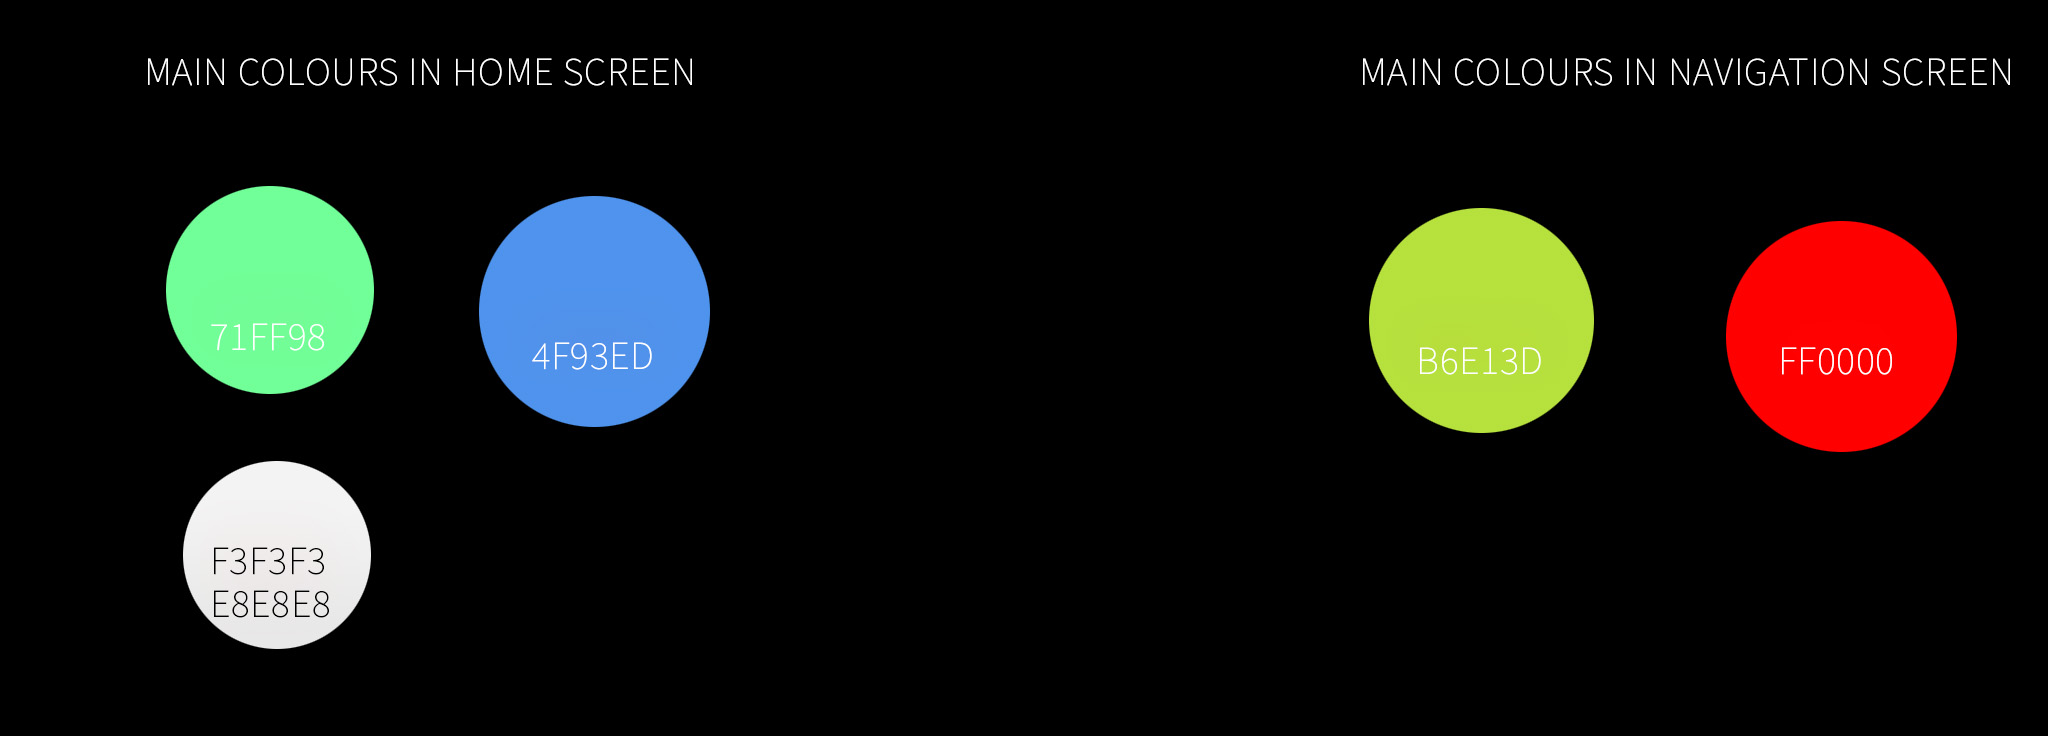 MAIN COLOURS IN HOME SCREEN
71FF98
4F93ED
F3F3F3
E8E8E8
MAIN COLOURS IN NAVIGATION SCREEN
B6E13D
FF0000